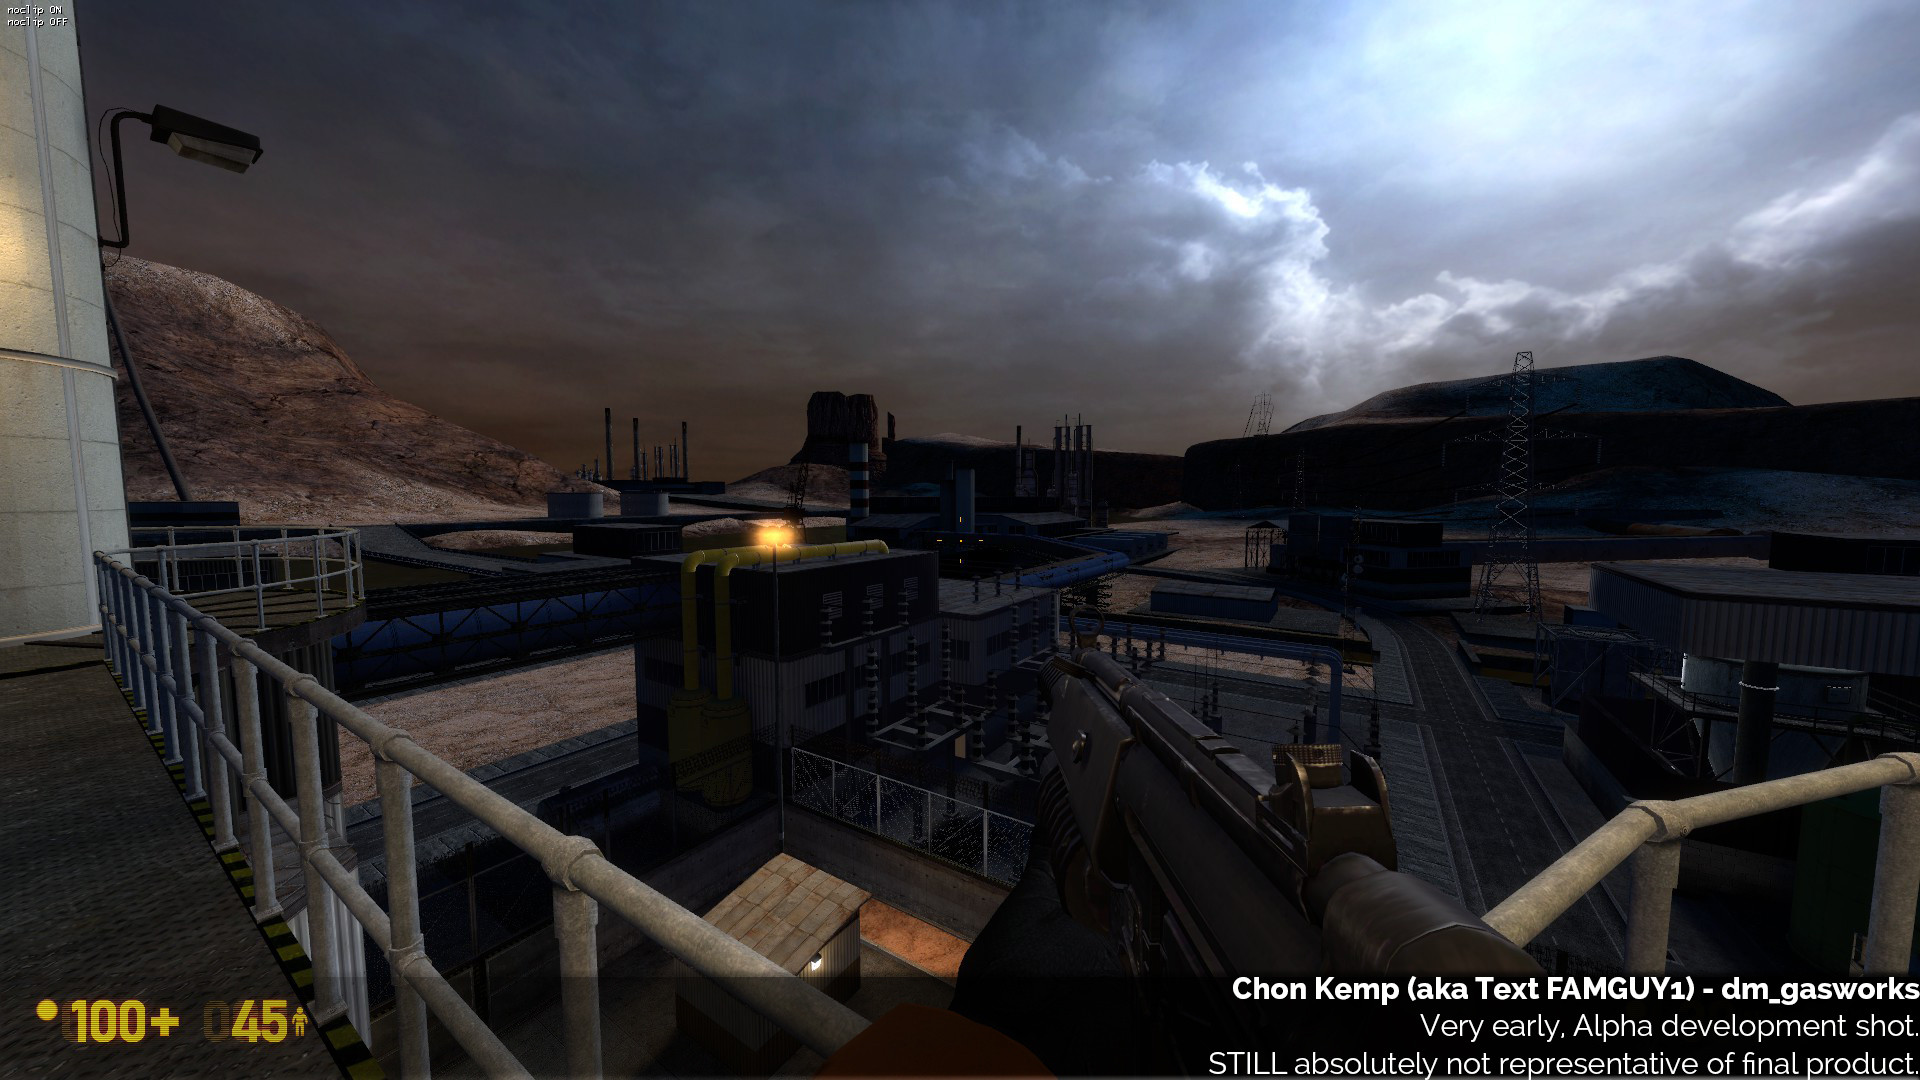 noclip ON
noclip OFF
100+ 045
Chon Kemp (aka Text FAMGUY1) - dm_gasworks
Very early, Alpha development shot.
STILL absolutely not representative of final product.